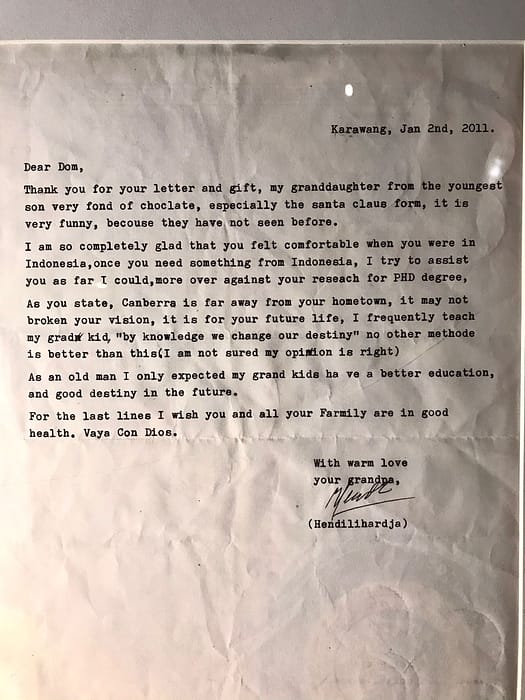 Karawang, Jan 2nd, 2011.
Dear Dom,
Thank you for your letter and gift, my granddaughter from the youngest
son very fond of choclate, especially the santa claus form, it is
very funny, becouse they have not seen before.
I am so completely glad that you felt comfortable when you were in
Indonesia,once you need something from Indonesia, I try to assist
you as far I could,more over against your reseach for PHD degree,
As you state, Canberra is far away from your hometown, it may not
broken your vision, it is for your future life, I frequently teach
my grand kid, "by knowledge we change our destiny" no other methode
is better than this(I am not sured my opinion is right)
As an old man I only expected my grand kids ha ve a better education,
and good destiny in the future.
For the last lines I wish you and all your Farmily are in good
health. Vaya Con Dios.
With warm love
your grandpa,
(Hendilihardja)